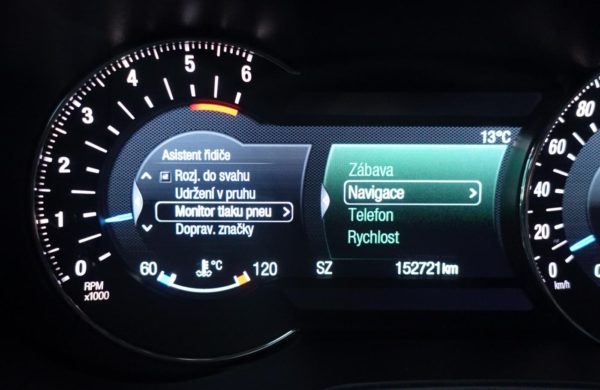 0
1
2
3
4
5
6
RPM
x1000
Asistent řidiče
Rozj. do svahu
Udržení v pruhu
Monitor tlaku pneu >
Doprav. značky
60 °C 120
13°C
Zábava
Navigace >
Telefon
Rychlost
SZ 152721 km
80
60
40
20
0
km/h